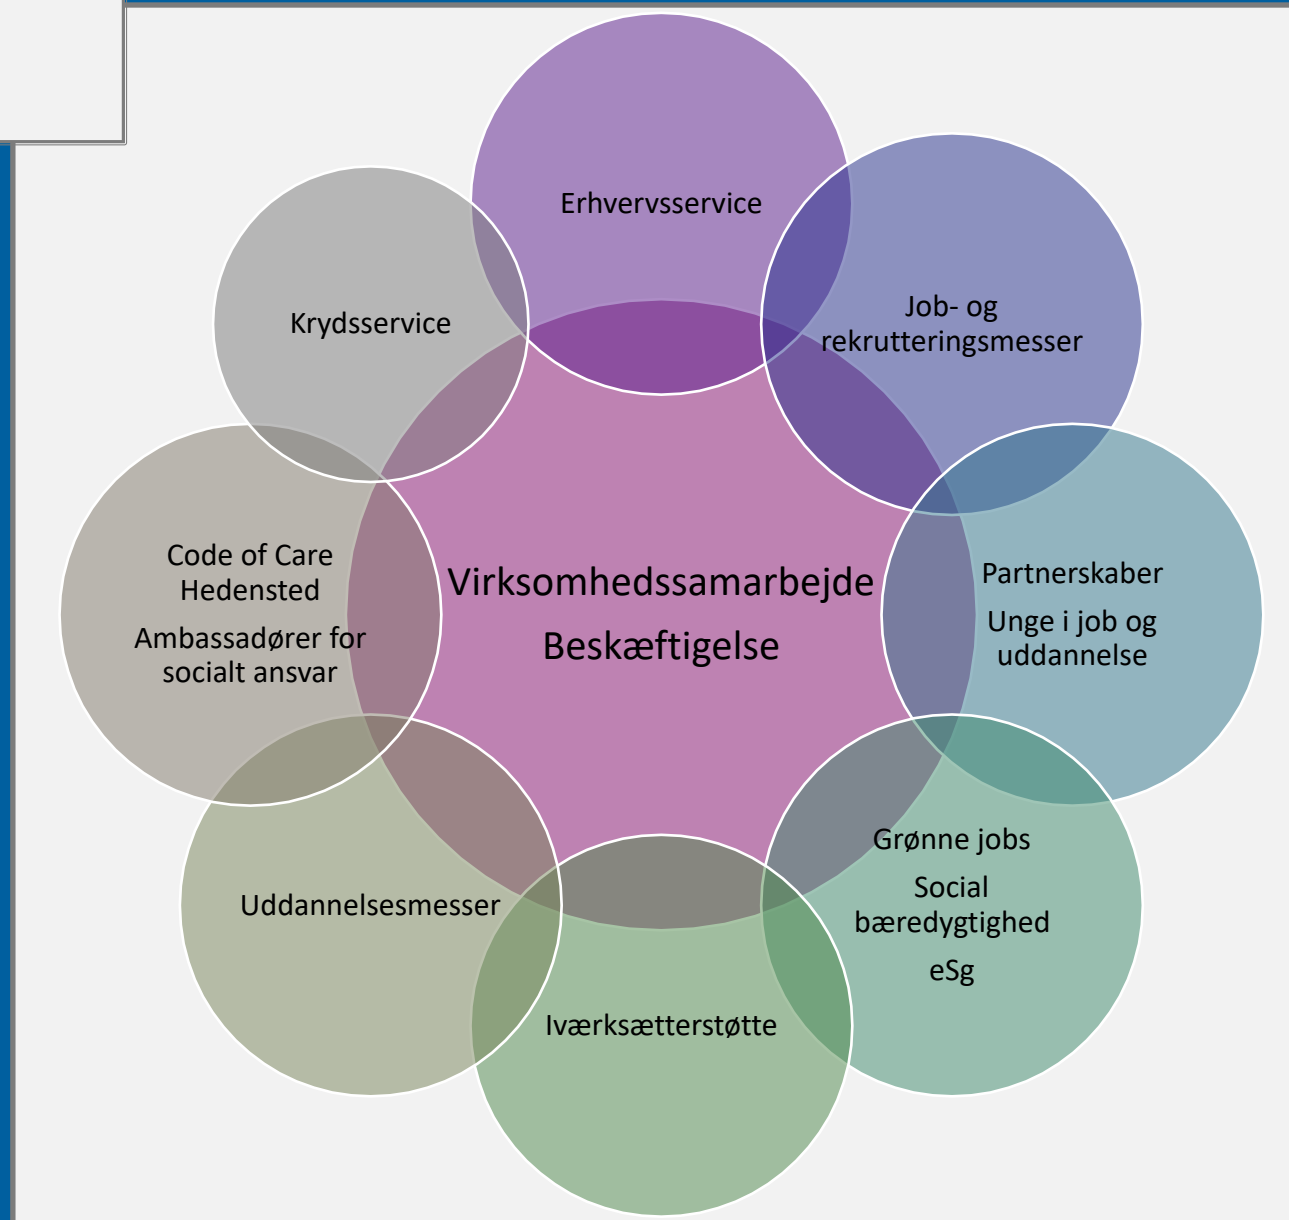 Erhvervsservice
Job- og
rekrutteringsmesser
Krydsservice
Code of Care
Hedensted
Ambassadører for
socialt ansvar
Virksomhedssamarbejde
Beskæftigelse
Partnerskaber
Unge i job og
uddannelse
Grønne jobs
Social
bæredygtighed
eSg
Uddannelsesmesser
Iværksætterstøtte